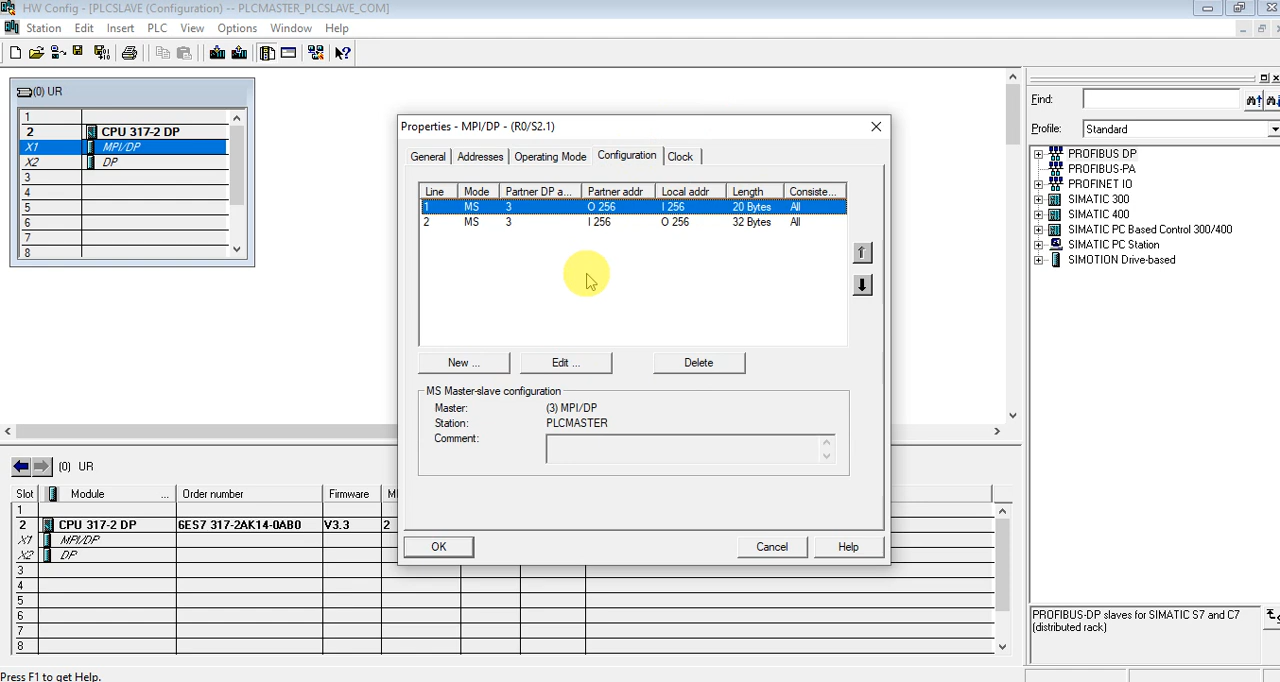 HW Config - [PLCSLAVE (Configuration) -- PLCMASTER_PLCSLAVE_COM]
Station Edit Insert PLC View Options Window Help
(0) UR
1
2 CPU 317-2 DP
X1 MPI/DP
X2 DP
3
4
5
6
7
8
Properties - MPI/DP - (R0/S2.1)
General Addresses Operating Mode Configuration Clock
Line Mode Partner DP a... Partner addr Local addr Length Consiste...
1 MS 3 O 256 I 256 20 Bytes All
2 MS 3 I 256 O 256 32 Bytes All
New ... Edit ... Delete
MS Master-slave configuration
Master: (3) MPI/DP
Station: PLCMASTER
Comment:
OK Cancel Help
Find:
Profile: Standard
PROFIBUS DP
PROFIBUS-PA
PROFINET IO
SIMATIC 300
SIMATIC 400
SIMATIC PC Based Control 300/400
SIMATIC PC Station
SIMOTION Drive-based
PROFIBUS-DP slaves for SIMATIC S7 and C7
(distributed rack)
(0) UR
Slot Module ... Order number Firmware
1
2 CPU 317-2 DP 6ES7 317-2AK14-0AB0 V3.3 2
X1 MPI/DP
X2 DP
3
4
5
6
7
8
Press F1 to get Help.